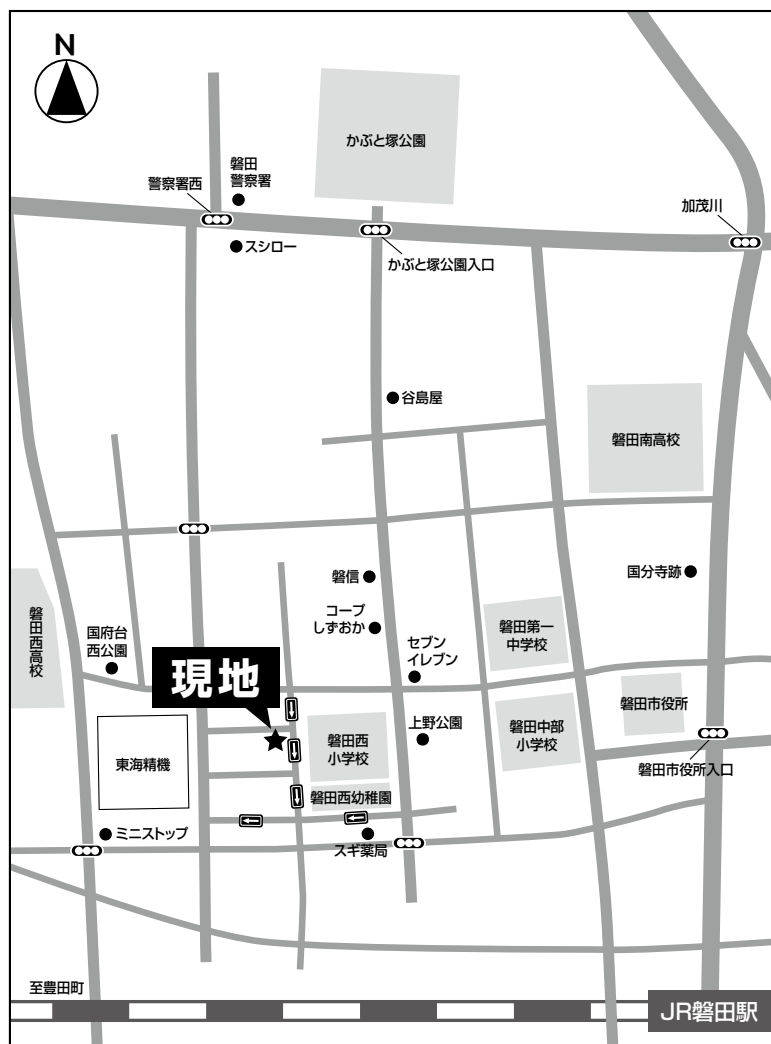 N
かぶと塚公園
磐田
警察署
警察署西
加茂川
スシロー
かぶと塚公園入口
谷島屋
磐田南高校
磐信
国分寺跡
コープ
しずおか
磐田西高校
国府台
西公園
セブン
イレブン
磐田第一
中学校
現地
磐田市役所
東海精機
磐田西
小学校
上野公園
磐田中部
小学校
磐田市役所入口
磐田西幼稚園
ミニストップ
スギ薬局
至豊田町
JR磐田駅